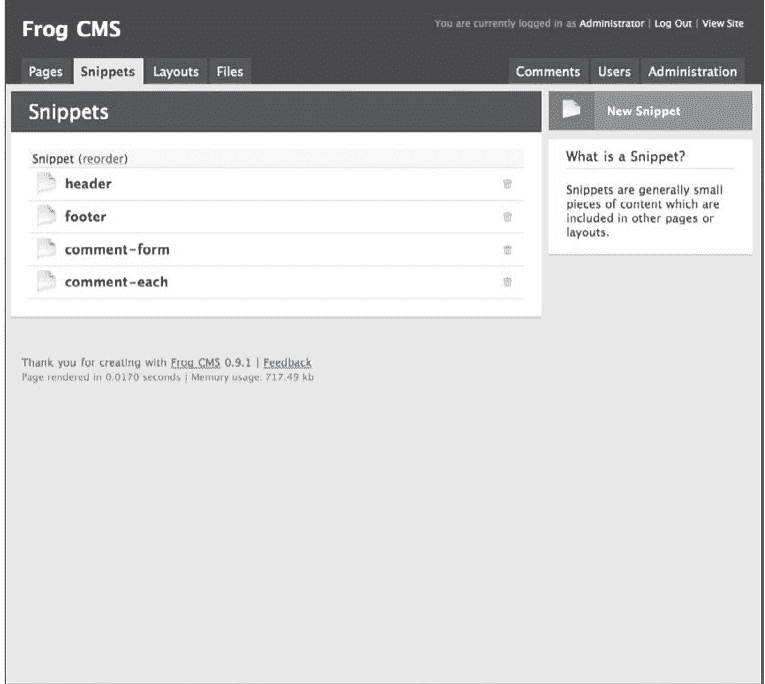 Frog CMS
You are currently logged in as Administrator | Log Out | View Site
Pages Snippets Layouts Files Comments Users Administration
Snippets
New Snippet
Snippet (reorder)
header
footer
comment-form
comment-each
What is a Snippet?
Snippets are generally small
pieces of content which are
included in other pages or
layouts.
Thank you for creating with Frog CMS 0.9.1 | Feedback
Page rendered in 0.0170 seconds | Memory usage: 717.49 kb